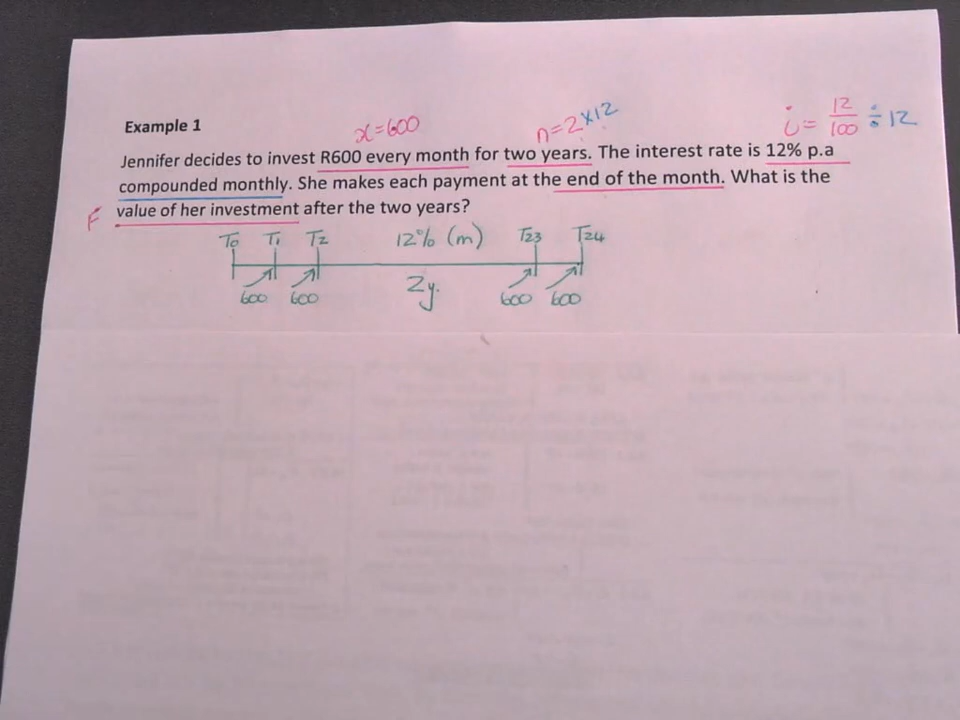 Example 1
x=600
n=2×12
i= 12/100 ÷ 12
Jennifer decides to invest R600 every month for two years. The interest rate is 12% p.a
compounded monthly. She makes each payment at the end of the month. What is the
F value of her investment after the two years?
T0 T1 T2 12% (m) T23 T24
600 600 2y. 600 600